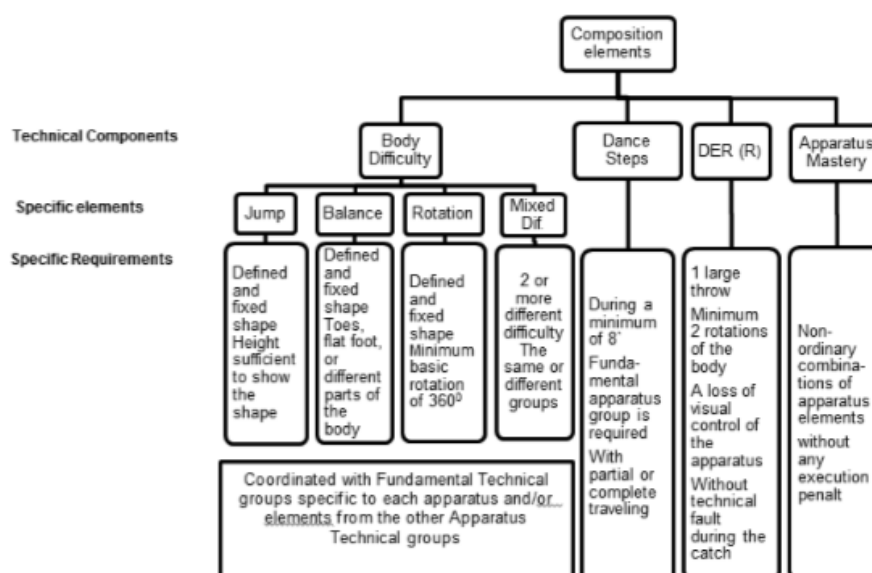 Composition
elements
Technical Components
Body
Difficulty
Dance
Steps
DER (R)
Apparatus
Mastery
Specific elements
Jump
Balance
Rotation
Mixed
Dif.
Specific Requirements
Defined
and
fixed
shape
Height
sufficient
to show
the
shape
Defined
and
fixed
shape
Toes,
flat foot,
or
different
parts of
the
body
Defined
and
fixed
shape
Minimum
basic
rotation
of 360⁰
2 or
more
different
difficulty
The
same or
different
groups
During a
minimum
of 8"
Funda-
mental
apparatus
group is
required
With
partial or
complete
traveling
1 large
throw
Minimum
2 rotations
of the
body
A loss of
visual
control of
the
apparatus
Without
technical
fault
during the
catch
Non-
ordinary
combina-
tions of
apparatus
elements
without
any
execution
penalt
Coordinated with Fundamental Technical
groups specific to each apparatus and/or
elements from the other Apparatus
Technical groups